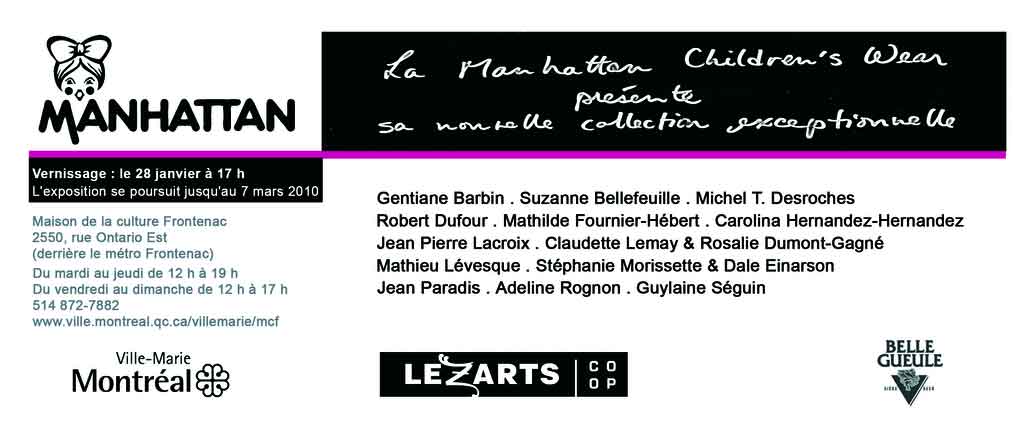 MANHATTAN
La Manhattan Children's Wear
présente
sa nouvelle collection exceptionnelle
Vernissage : le 28 janvier à 17 h
L'exposition se poursuit jusqu'au 7 mars 2010
Maison de la culture Frontenac
2550, rue Ontario Est
(derrière le métro Frontenac)
Du mardi au jeudi de 12 h à 19 h
Du vendredi au dimanche de 12 h à 17 h
514 872-7882
www.ville.montreal.qc.ca/villemarie/mcf
Gentiane Barbin . Suzanne Bellefeuille . Michel T. Desroches
Robert Dufour . Mathilde Fournier-Hébert . Carolina Hernandez-Hernandez
Jean Pierre Lacroix . Claudette Lemay & Rosalie Dumont-Gagné
Mathieu Lévesque . Stéphanie Morissette & Dale Einarson
Jean Paradis . Adeline Rognon . Guylaine Séguin
Ville-Marie
Montréal
LEZARTS
CO
OP
BELLE
GUEULE
BIÈRE BEER